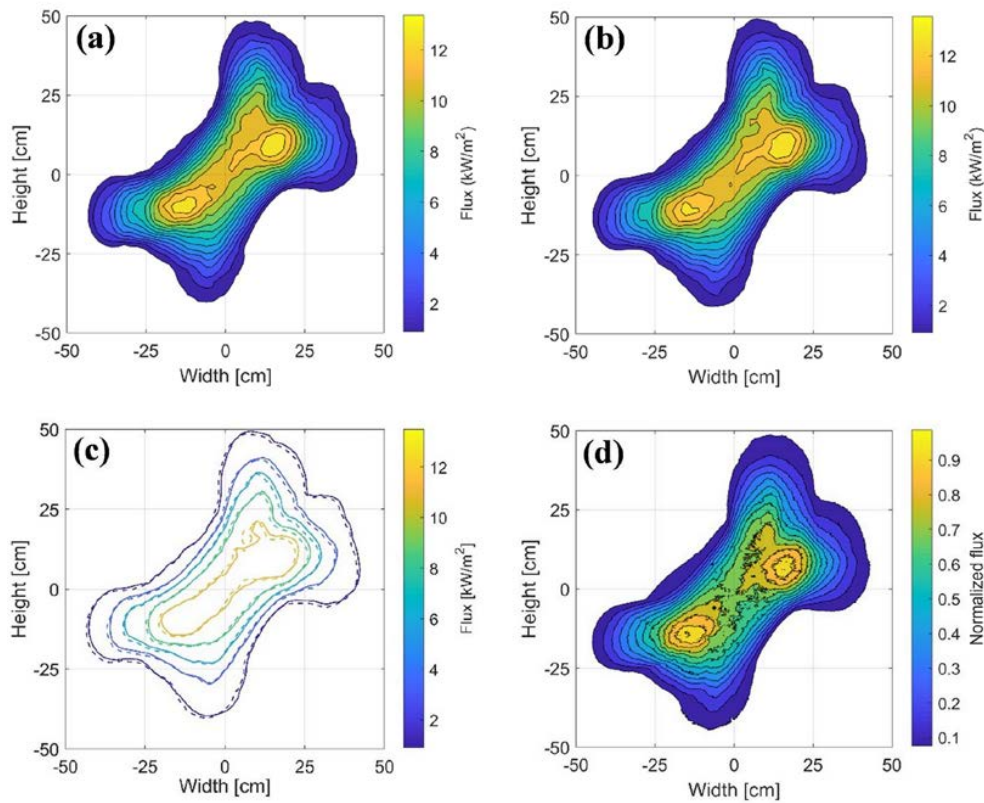 (a)
50
25
0
-25
-50
Height [cm]
-50 -25 0 25 50
Width [cm]
12
10
8
6
4
2
Flux (kW/m²)
(b)
50
25
0
-25
-50
Height [cm]
-50 -25 0 25 50
Width [cm]
12
10
8
6
4
2
Flux (kW/m²)
(c)
50
25
0
-25
-50
Height [cm]
-50 -25 0 25 50
Width [cm]
12
10
8
6
4
2
Flux [kW/m²]
(d)
50
25
0
-25
-50
Height [cm]
-50 -25 0 25 50
Width [cm]
0.9
0.8
0.7
0.6
0.5
0.4
0.3
0.2
0.1
Normalized flux